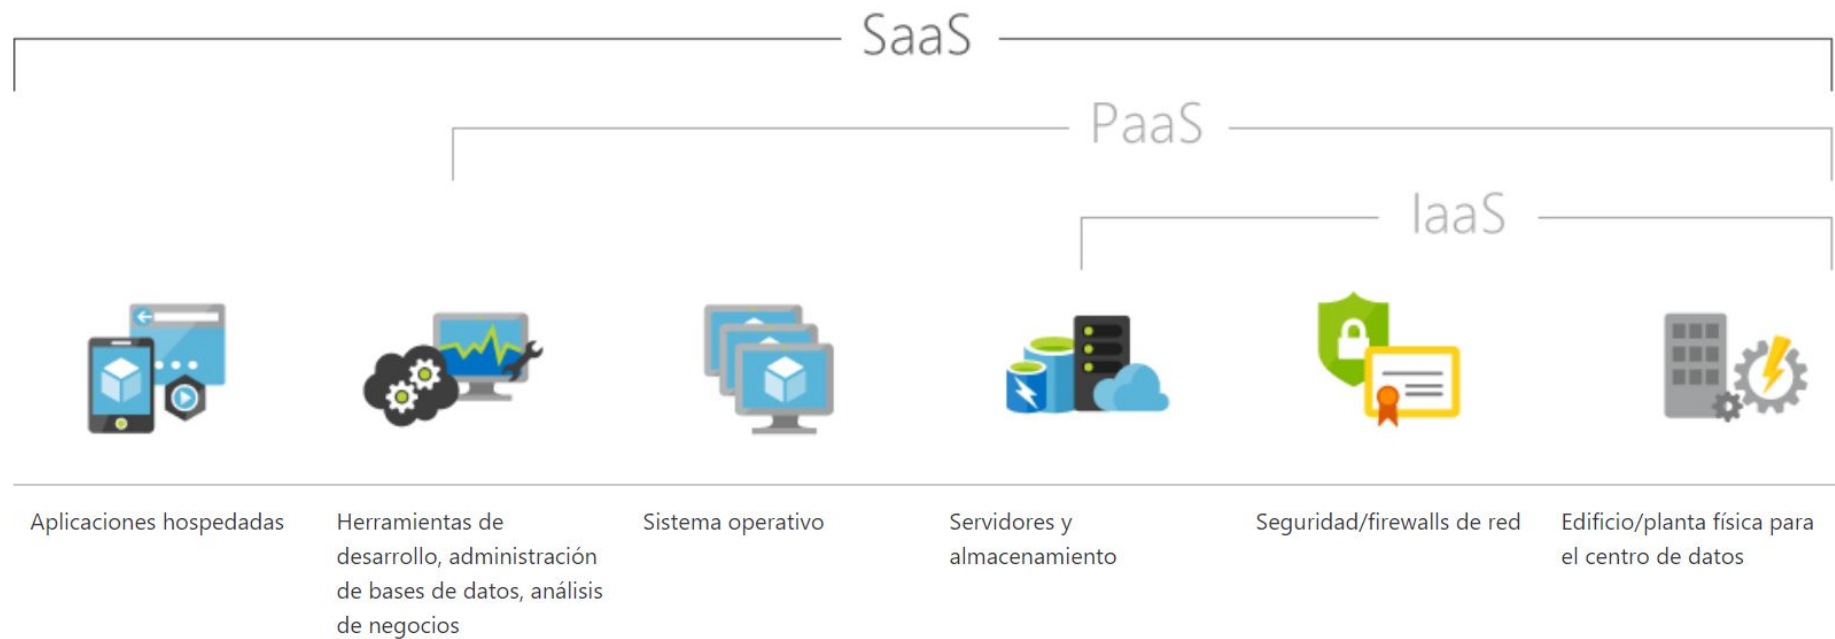 SaaS
PaaS
IaaS
Aplicaciones hospedadas
Herramientas de
desarrollo, administración
de bases de datos, análisis
de negocios
Sistema operativo
Servidores y
almacenamiento
Seguridad/firewalls de red
Edificio/planta física para
el centro de datos